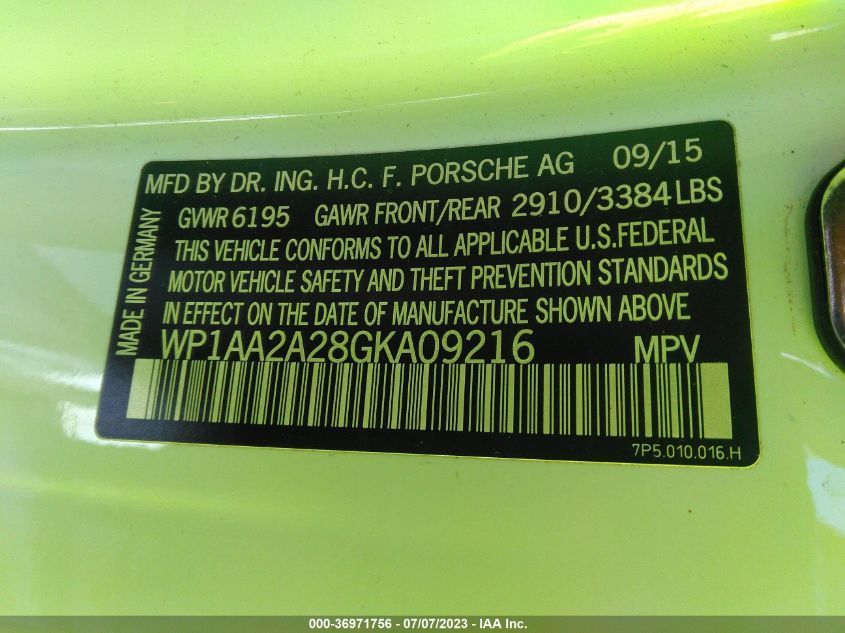 MFD BY DR. ING. H.C. F. PORSCHE AG 09/15
GVWR 6195 GAWR FRONT/REAR 2910/3384 LBS
THIS VEHICLE CONFORMS TO ALL APPLICABLE U.S.FEDERAL
MOTOR VEHICLE SAFETY AND THEFT PREVENTION STANDARDS
IN EFFECT ON THE DATE OF MANUFACTURE SHOWN ABOVE
WP1AA2A28GKA09216 MPV
MADE IN GERMANY
7P5.010.016.H
000-36971756 - 07/07/2023 - IAA Inc.